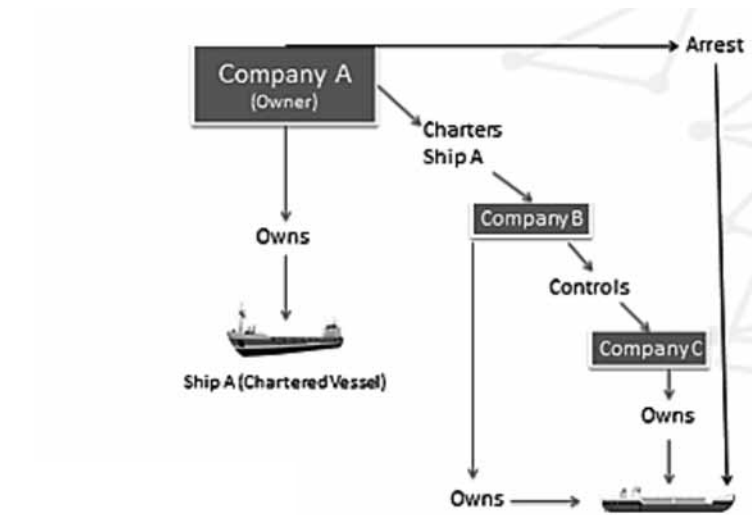 Arrest
Company A
(Owner)
Charters
Ship A
Company B
Owns
Controls
Company C
Ship A (Chartered Vessel)
Owns
Owns